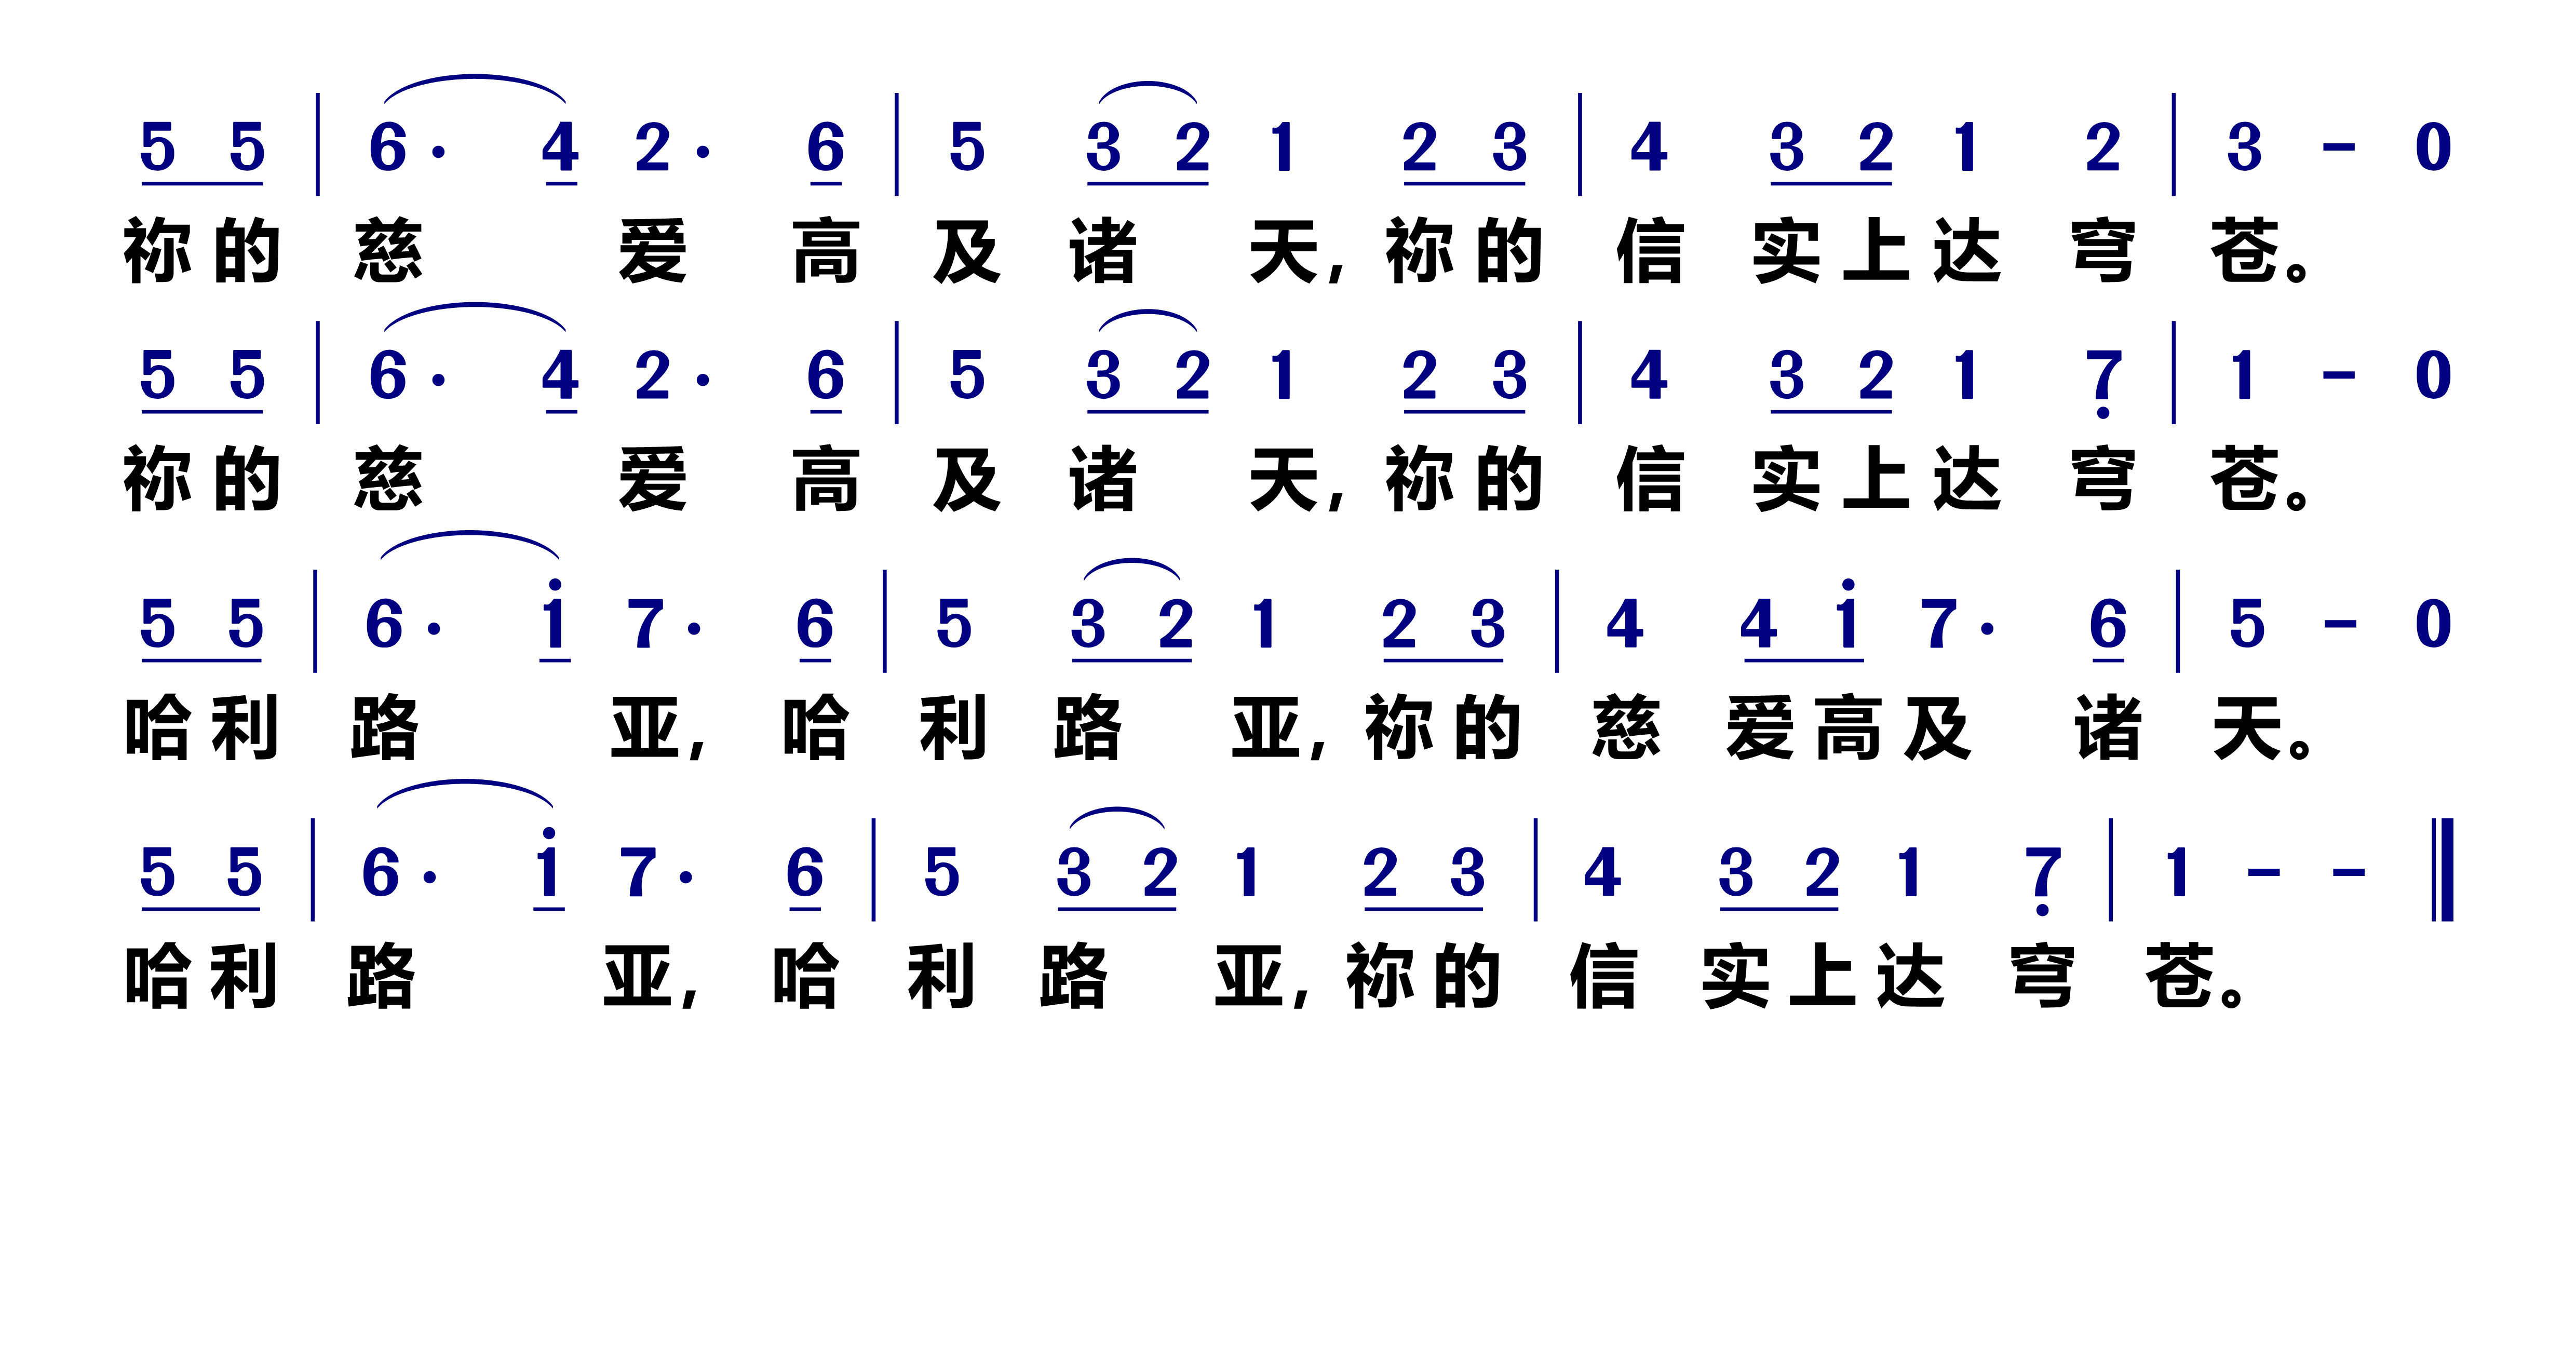 5 5 | 6· 4 2· 6 | 5 3 2 1 2 3 | 4 3 2 1 2 | 3 – 0
祢的慈爱高及诸天,祢的信实上达穹苍。
5 5 | 6· 4 2· 6 | 5 3 2 1 2 3 | 4 3 2 1 7̣ | 1 – 0
祢的慈爱高及诸天,祢的信实上达穹苍。
5 5 | 6· 1̇ 7· 6 | 5 3 2 1 2 3 | 4 4 1̇ 7· 6 | 5 – 0
哈利路亚,哈利路亚,祢的慈爱高及诸天。
5 5 | 6· 1̇ 7· 6 | 5 3 2 1 2 3 | 4 3 2 1 7̣ | 1 – – ‖
哈利路亚,哈利路亚,祢的信实上达穹苍。